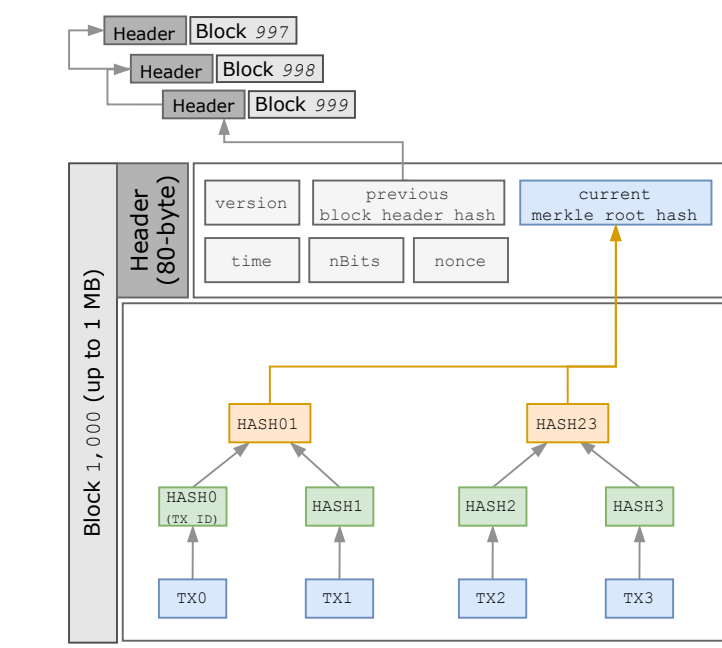 Header Block 997
Header Block 998
Header Block 999
Block 1,000 (up to 1 MB)
Header
(80-byte)
version
previous
block header hash
current
merkle root hash
time
nBits
nonce
HASH01
HASH23
HASH0
(TX ID)
HASH1
HASH2
HASH3
TX0
TX1
TX2
TX3